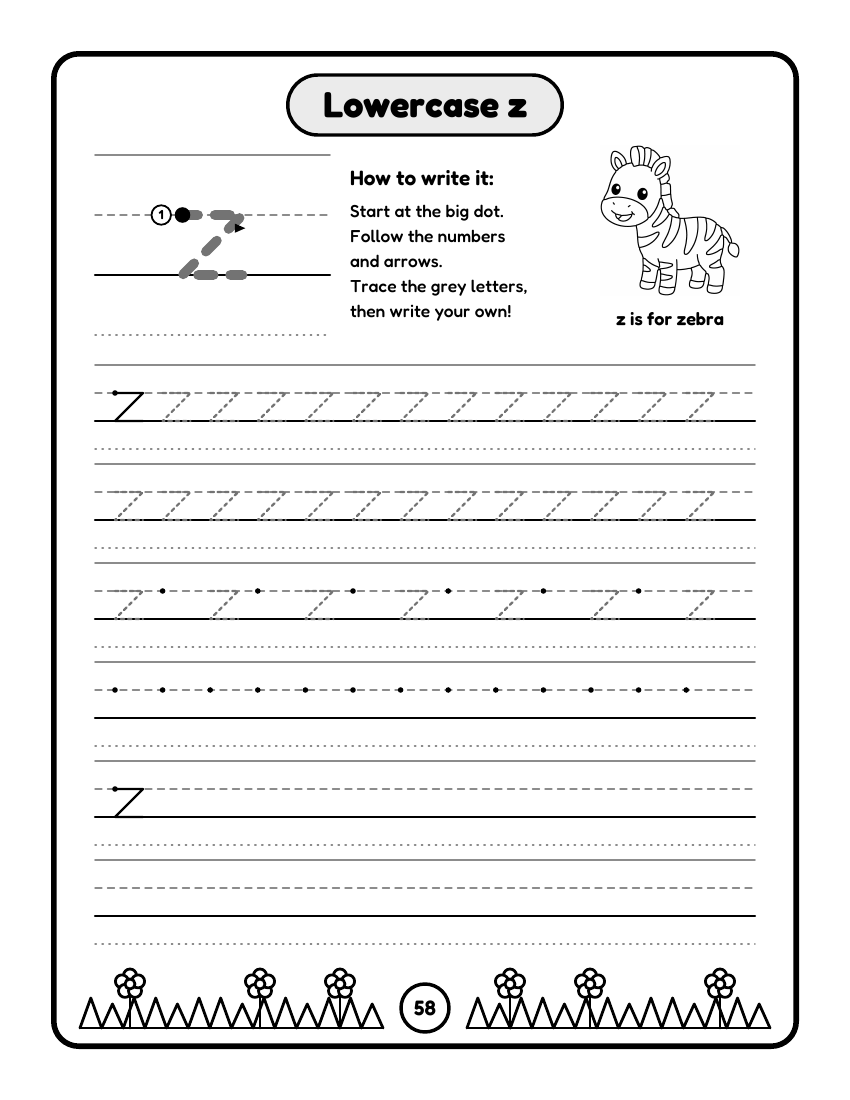 Lowercase z
1
How to write it:
Start at the big dot.
Follow the numbers
and arrows.
Trace the grey letters,
then write your own!
z is for zebra
z z z z z z z z z z z z z
z z z z z z z z z z z z z
z z z z z z z
z
58